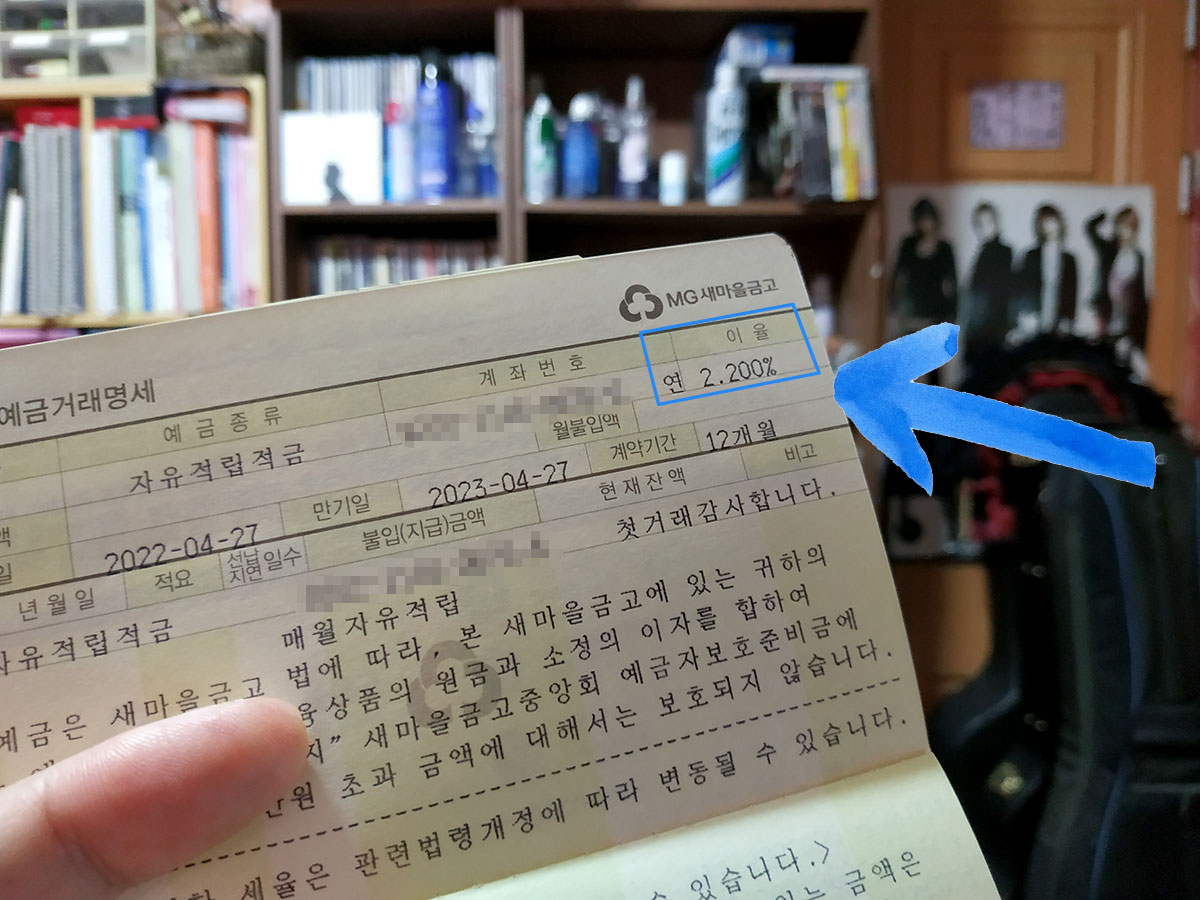 MG새마을금고
예금거래명세
예금종류
계좌번호
이율
자유적립적금
연 2.200%
월불입액
만기일
2023-04-27
계약기간
12개월
2022-04-27
불입(지급)금액
현재잔액
비고
년월일
적요
선납
지연
일수
첫거래감사합니다.
자유적립적금
매월자유적립
예금은 새마을금고 법에 따라, 본 새마을금고에 있는 귀하의
융상품의 원금과 소정의 이자를 합하여
지” 새마을금고중앙회 예금자보호준비금에
만원 초과 금액에 대해서는 보호되지 않습니다.
세율은 관련법령개정에 따라 변동될 수 있습니다.
수 있습니다.>
금액은